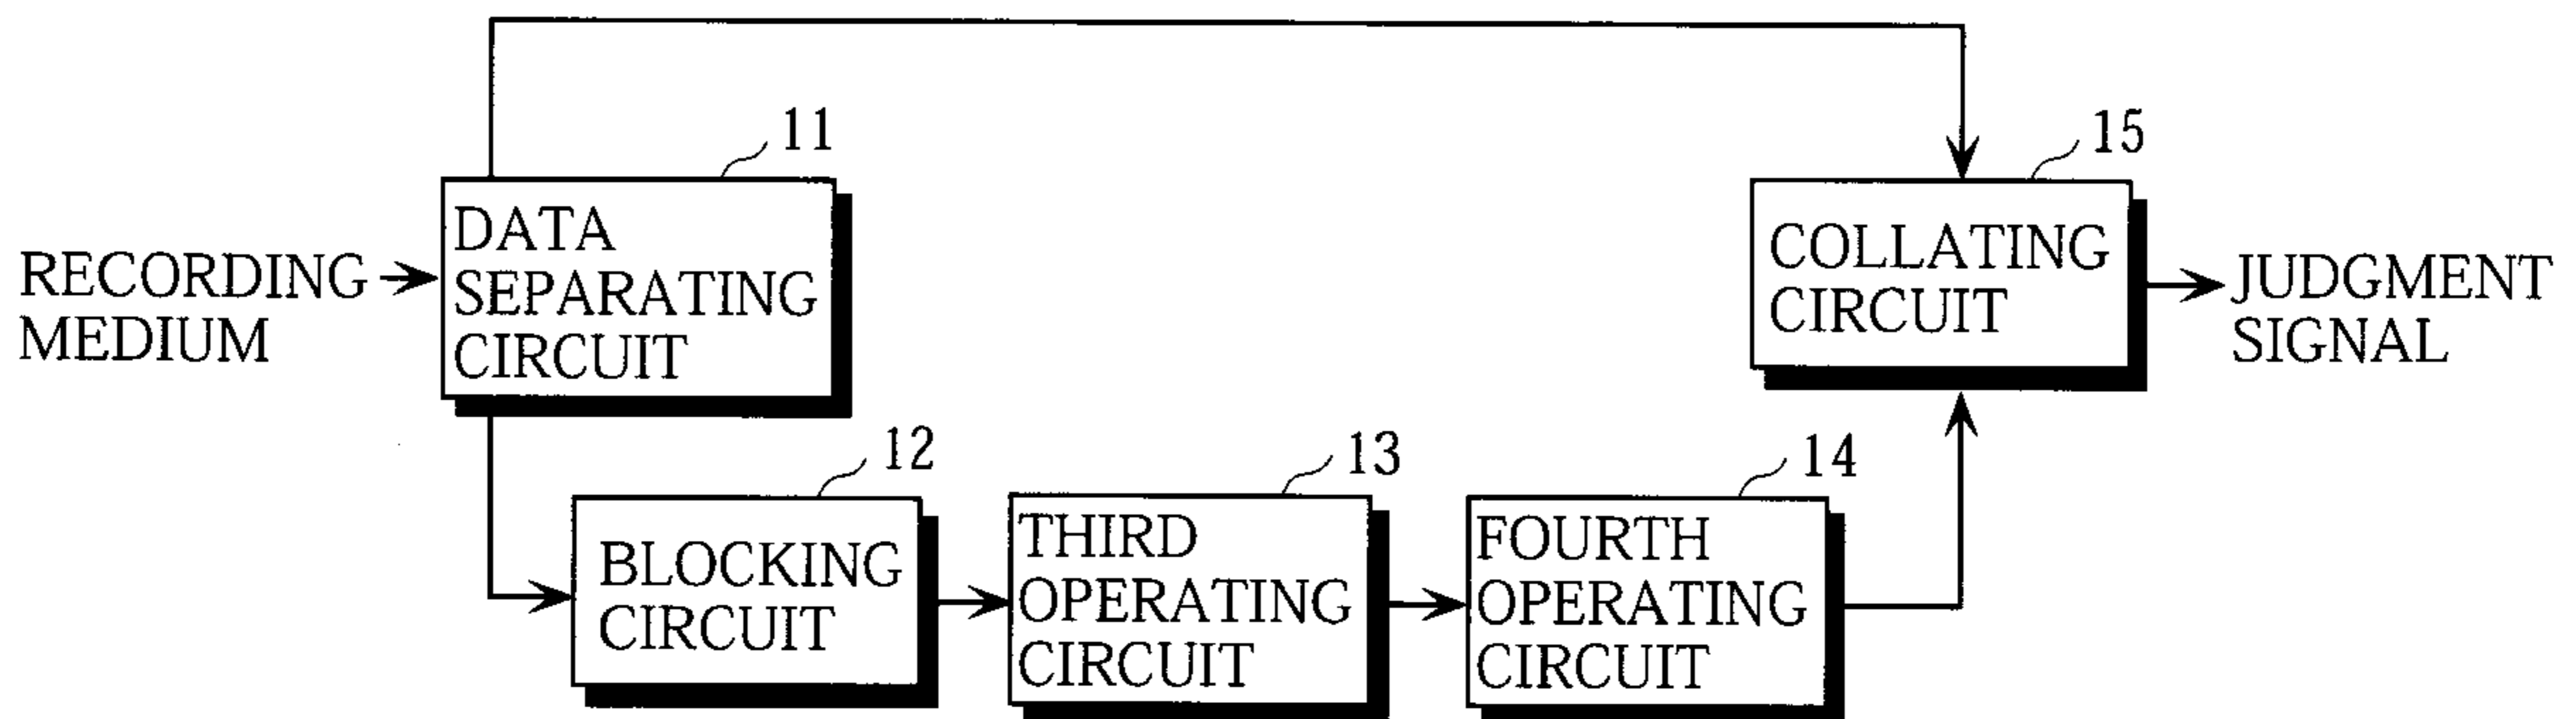 11
15
DATA
SEPARATING
CIRCUIT
RECORDING
MEDIUM
COLLATING
CIRCUIT
JUDGMENT
SIGNAL
12
13
14
BLOCKING
CIRCUIT
THIRD
OPERATING
CIRCUIT
FOURTH
OPERATING
CIRCUIT